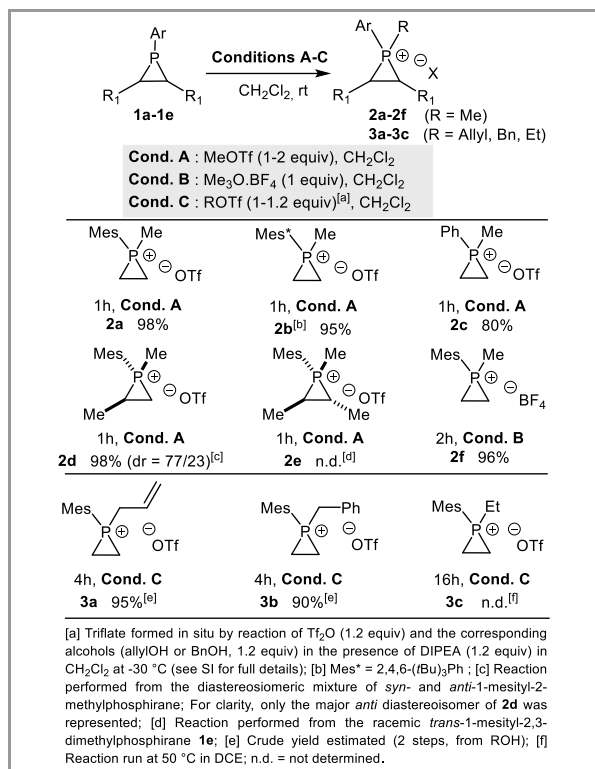 Ar
P
R1 R1
1a-1e
Conditions A-C
CH2Cl2, rt
Ar R
P ⊕ ⊖ X
R1 R1
2a-2f (R = Me)
3a-3c (R = Allyl, Bn, Et)
Cond. A : MeOTf (1-2 equiv), CH2Cl2
Cond. B : Me3O.BF4 (1 equiv), CH2Cl2
Cond. C : ROTf (1-1.2 equiv)[a], CH2Cl2
Mes Me
P ⊕ ⊖ OTf
1h, Cond. A
2a 98%
Mes* Me
P ⊕ ⊖ OTf
1h, Cond. A
2b[b] 95%
Ph Me
P ⊕ ⊖ OTf
1h, Cond. A
2c 80%
Mes Me
P ⊕ ⊖ OTf
Me
1h, Cond. A
2d 98% (dr = 77/23)[c]
Mes Me
P ⊕ ⊖ OTf
Me Me
1h, Cond. A
2e n.d.[d]
Mes Me
P ⊕ ⊖ BF4
2h, Cond. B
2f 96%
Mes
P ⊕ ⊖ OTf
4h, Cond. C
3a 95%[e]
Mes Ph
P ⊕ ⊖ OTf
4h, Cond. C
3b 90%[e]
Mes Et
P ⊕ ⊖ OTf
16h, Cond. C
3c n.d.[f]
[a] Triflate formed in situ by reaction of Tf2O (1.2 equiv) and the corresponding
alcohols (allylOH or BnOH, 1.2 equiv) in the presence of DIPEA (1.2 equiv) in
CH2Cl2 at -30 °C (see SI for full details); [b] Mes* = 2,4,6-(tBu)3Ph ; [c] Reaction
performed from the diastereosiomeric mixture of syn- and anti-1-mesityl-2-
methylphosphirane; For clarity, only the major anti diastereoisomer of 2d was
represented; [d] Reaction performed from the racemic trans-1-mesityl-2,3-
dimethylphosphirane 1e; [e] Crude yield estimated (2 steps, from ROH); [f]
Reaction run at 50 °C in DCE; n.d. = not determined.